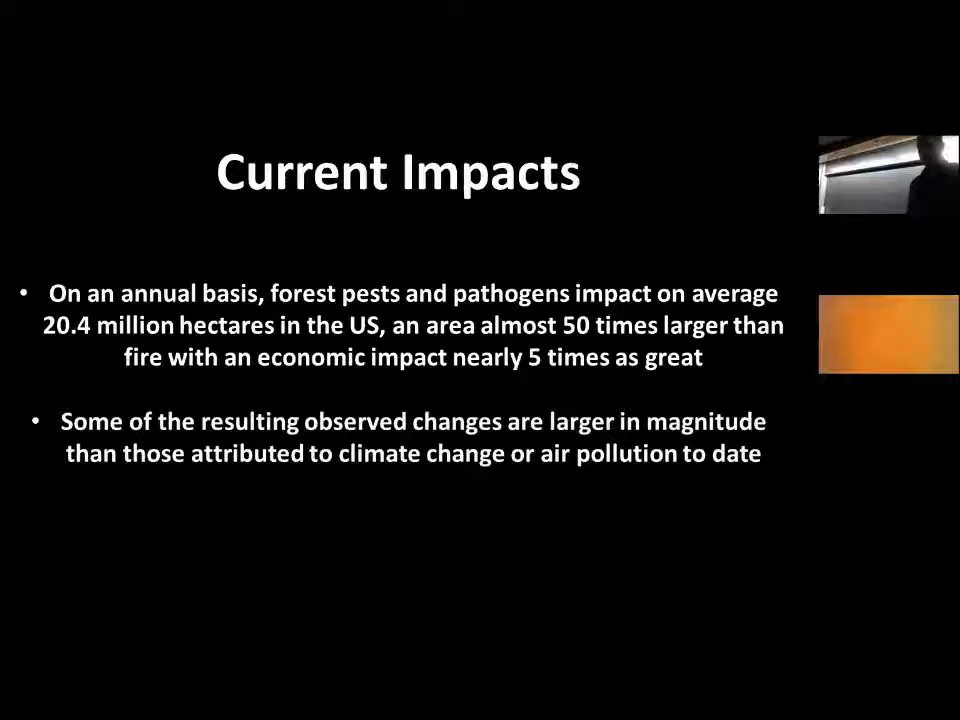 Current Impacts
• On an annual basis, forest pests and pathogens impact on average
20.4 million hectares in the US, an area almost 50 times larger than
fire with an economic impact nearly 5 times as great
• Some of the resulting observed changes are larger in magnitude
than those attributed to climate change or air pollution to date